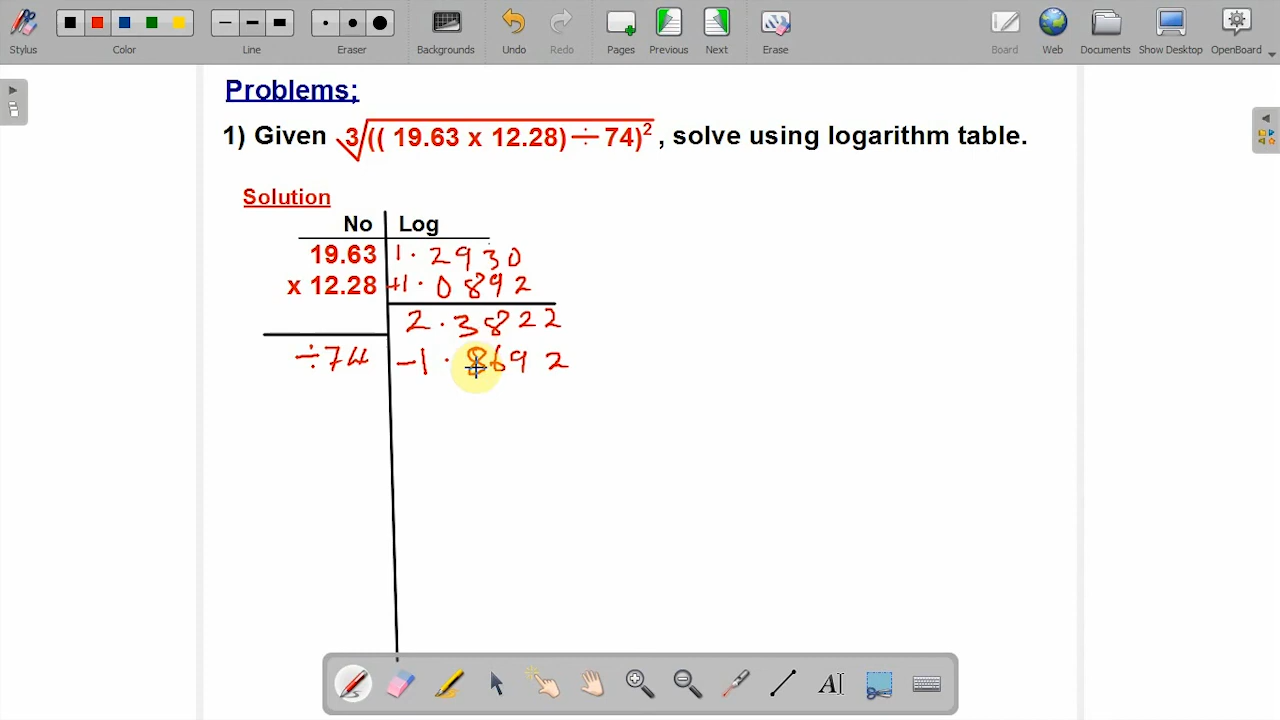 Stylus Color Line Eraser Backgrounds Undo Redo Pages Previous Next Erase Board Web Documents Show Desktop OpenBoard
Problems;
1) Given 3√(( 19.63 x 12.28) ÷ 74)² , solve using logarithm table.
Solution
No Log
19.63 1.2930
x 12.28 +1.0892
2.3822
÷74 -1.8692